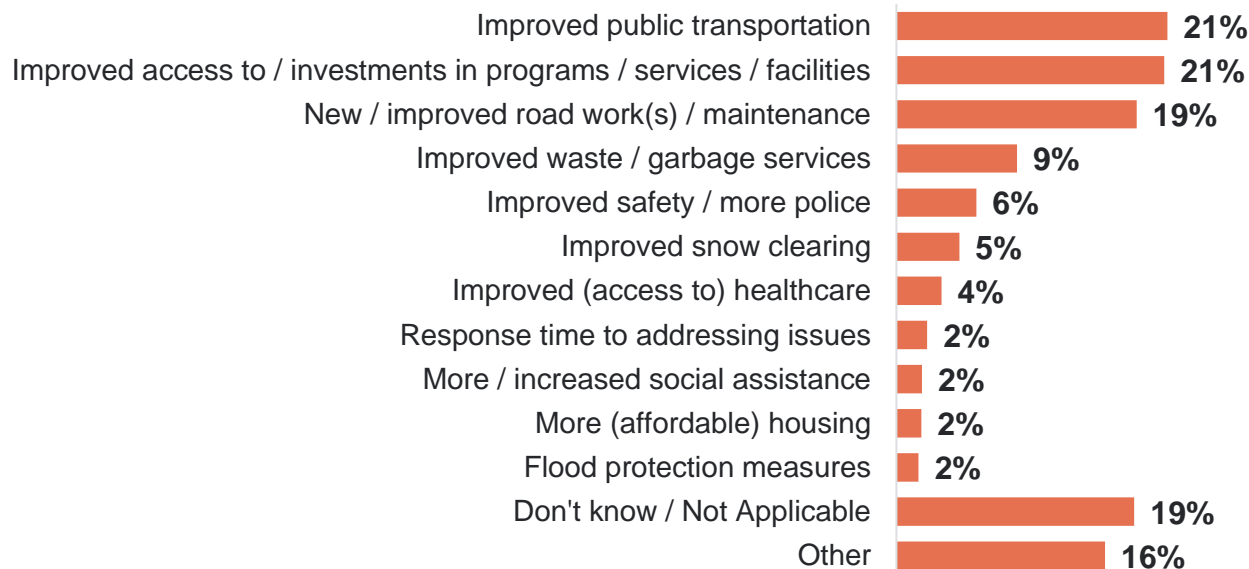 Improved public transportation 21%
Improved access to / investments in programs / services / facilities 21%
New / improved road work(s) / maintenance 19%
Improved waste / garbage services 9%
Improved safety / more police 6%
Improved snow clearing 5%
Improved (access to) healthcare 4%
Response time to addressing issues 2%
More / increased social assistance 2%
More (affordable) housing 2%
Flood protection measures 2%
Don't know / Not Applicable 19%
Other 16%